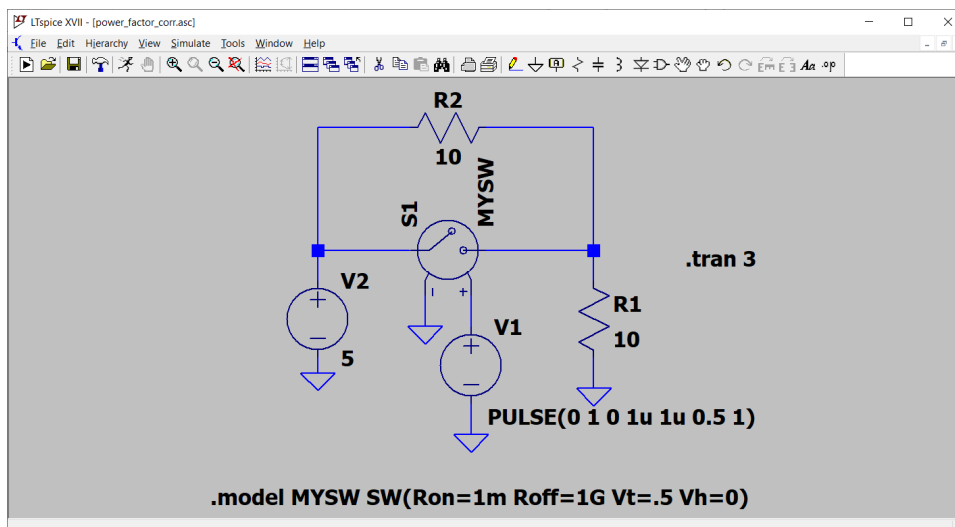 LTspice XVII - [power_factor_corr.asc]
File Edit Hierarchy View Simulate Tools Window Help
Aa .op
R2
10
MYSW
S1
.tran 3
V2
5
V1
R1
10
PULSE(0 1 0 1u 1u 0.5 1)
.model MYSW SW(Ron=1m Roff=1G Vt=.5 Vh=0)